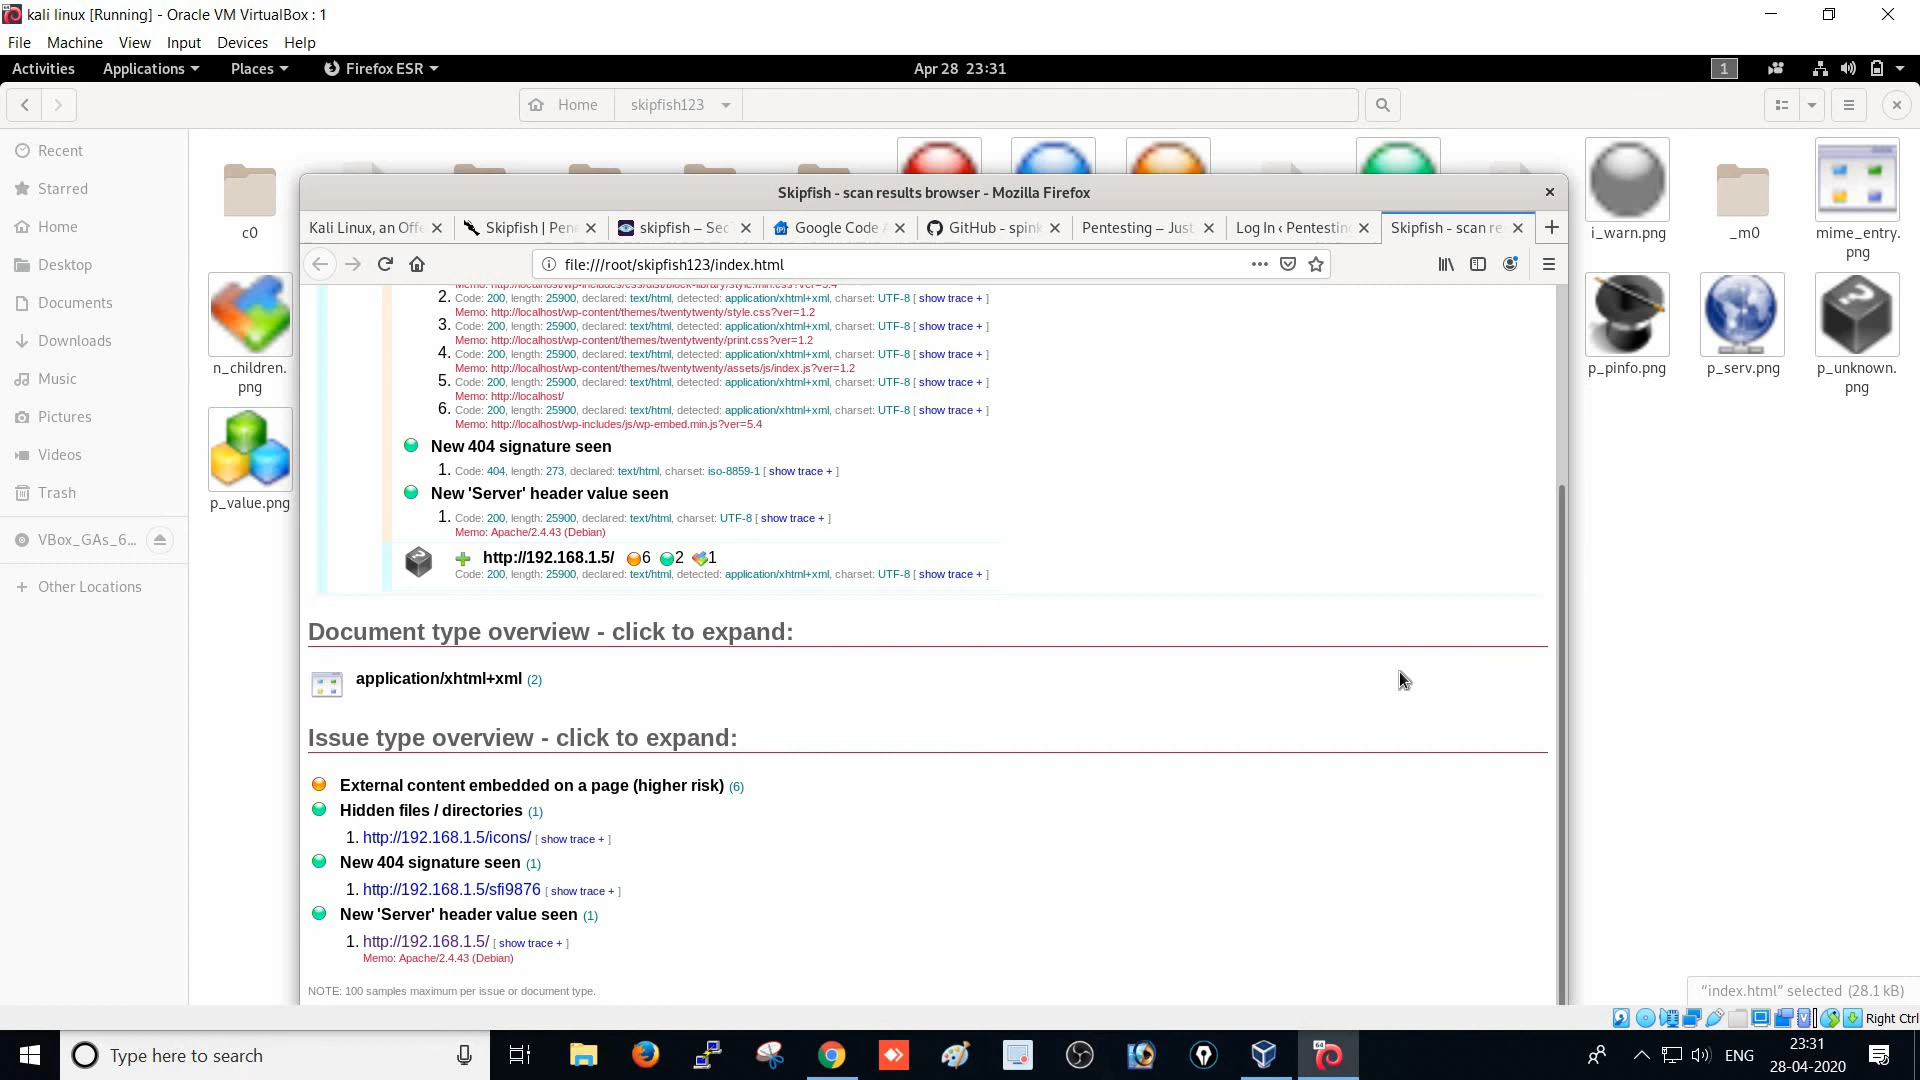 kali linux [Running] - Oracle VM VirtualBox : 1
File Machine View Input Devices Help
Activities Applications Places Firefox ESR Apr 28 23:31 1
Home skipfish123
Recent
Starred
Home
Desktop
Documents
Downloads
Music
Pictures
Videos
Trash
VBox_GAs_6...
Other Locations
c0
n_children.
png
p_value.png
i_warn.png
_m0
mime_entry.
png
p_pinfo.png
p_serv.png
p_unknown.
png
Skipfish - scan results browser - Mozilla Firefox
Kali Linux, an Offe Skipfish | Pene skipfish – Sec Google Code A GitHub - spink Pentesting – Just Log In ‹ Pentestin Skipfish - scan re
file:///root/skipfish123/index.html
2. Code: 200, length: 25900, declared: text/html, detected: application/xhtml+xml, charset: UTF-8 [ show trace + ]
Memo: http://localhost/wp-content/themes/twentytwenty/style.css?ver=1.2
3. Code: 200, length: 25900, declared: text/html, detected: application/xhtml+xml, charset: UTF-8 [ show trace + ]
Memo: http://localhost/wp-content/themes/twentytwenty/print.css?ver=1.2
4. Code: 200, length: 25900, declared: text/html, detected: application/xhtml+xml, charset: UTF-8 [ show trace + ]
Memo: http://localhost/wp-content/themes/twentytwenty/assets/js/index.js?ver=1.2
5. Code: 200, length: 25900, declared: text/html, detected: application/xhtml+xml, charset: UTF-8 [ show trace + ]
Memo: http://localhost/
6. Code: 200, length: 25900, declared: text/html, detected: application/xhtml+xml, charset: UTF-8 [ show trace + ]
Memo: http://localhost/wp-includes/js/wp-embed.min.js?ver=5.4
New 404 signature seen
1. Code: 404, length: 273, declared: text/html, charset: iso-8859-1 [ show trace + ]
New 'Server' header value seen
1. Code: 200, length: 25900, declared: text/html, charset: UTF-8 [ show trace + ]
Memo: Apache/2.4.43 (Debian)
http://192.168.1.5/ 6 2 1
Code: 200, length: 25900, declared: text/html, detected: application/xhtml+xml, charset: UTF-8 [ show trace + ]
Document type overview - click to expand:
application/xhtml+xml (2)
Issue type overview - click to expand:
External content embedded on a page (higher risk) (6)
Hidden files / directories (1)
1. http://192.168.1.5/icons/ [ show trace + ]
New 404 signature seen (1)
1. http://192.168.1.5/sfi9876 [ show trace + ]
New 'Server' header value seen (1)
1. http://192.168.1.5/ [ show trace + ]
Memo: Apache/2.4.43 (Debian)
NOTE: 100 samples maximum per issue or document type.
“index.html” selected (28.1 kB)
Right Ctrl
Type here to search
ENG
23:31
28-04-2020